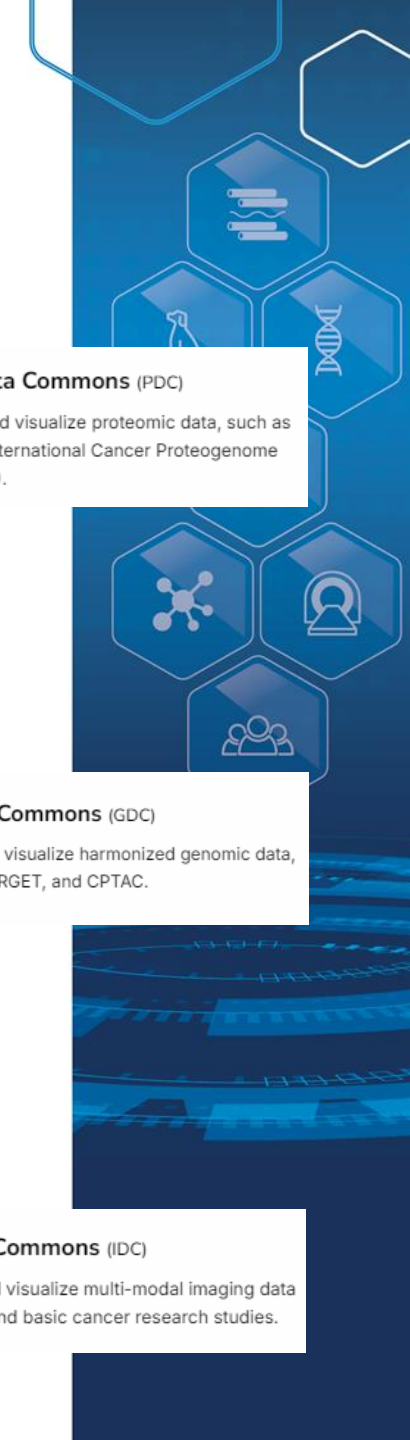 ta Commons (PDC)
d visualize proteomic data, such as
ternational Cancer Proteogenome
).
Commons (GDC)
visualize harmonized genomic data,
RGET, and CPTAC.
Commons (IDC)
d visualize multi-modal imaging data
nd basic cancer research studies.